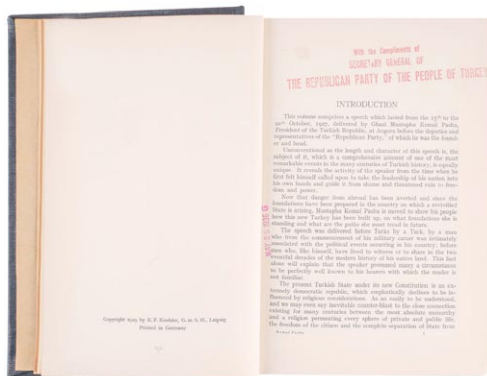 Copyright 1929 by K. F. Koehler, G. m. b. H., Leipzig
Printed in Germany
With the Compliments of
SECRETARY GENERAL OF
THE REPUBLICAN PARTY OF THE PEOPLE OF TURKEY
INTRODUCTION
This volume comprises a speech which lasted from the 15th to the
20th October, 1927, delivered by Ghazi Mustapha Kemal Pasha,
President of the Turkish Republic, at Angora before the deputies and
representatives of the "Republican Party," of which he was the found-
er and head.
Unconventional as the length and character of this speech is, the
subject of it, which is a comprehensive account of one of the most
remarkable events in the many centuries of Turkish history, is equally
unique. It reveals the activity of the speaker from the time when he
first felt himself called upon to take the leadership of his nation into
his own hands and guide it from shame and threatened ruin to free-
dom and power.
Now that danger from abroad has been averted and since the
foundations have been prepared in the country on which a revivified
State is arising, Mustapha Kemal Pasha is moved to show his people
how this new Turkey has been built up, on what foundations she is
standing and what are the paths she must tread in future.
The speech was delivered before Turks by a Turk, by a man
who from the commencement of his military career was intimately
associated with the political events occurring in his country; before
men who, like himself, have lived to witness or to share in the two
eventful decades of the modern history of his native land. This fact
alone will explain that the speaker presumed many a circumstance
to be perfectly well known to his hearers with which the reader is
not familiar.
The present Turkish State under its new Constitution is an ex-
tremely democratic republic, which emphatically declines to be in-
fluenced by religious considerations. As is easily to be understood,
and we may even say inevitable counter-blast to the close connection
existing for many centuries between the most absolute monarchy
and a religion permeating every sphere of private and public life,
the freedom of the citizen and the complete separation of State from